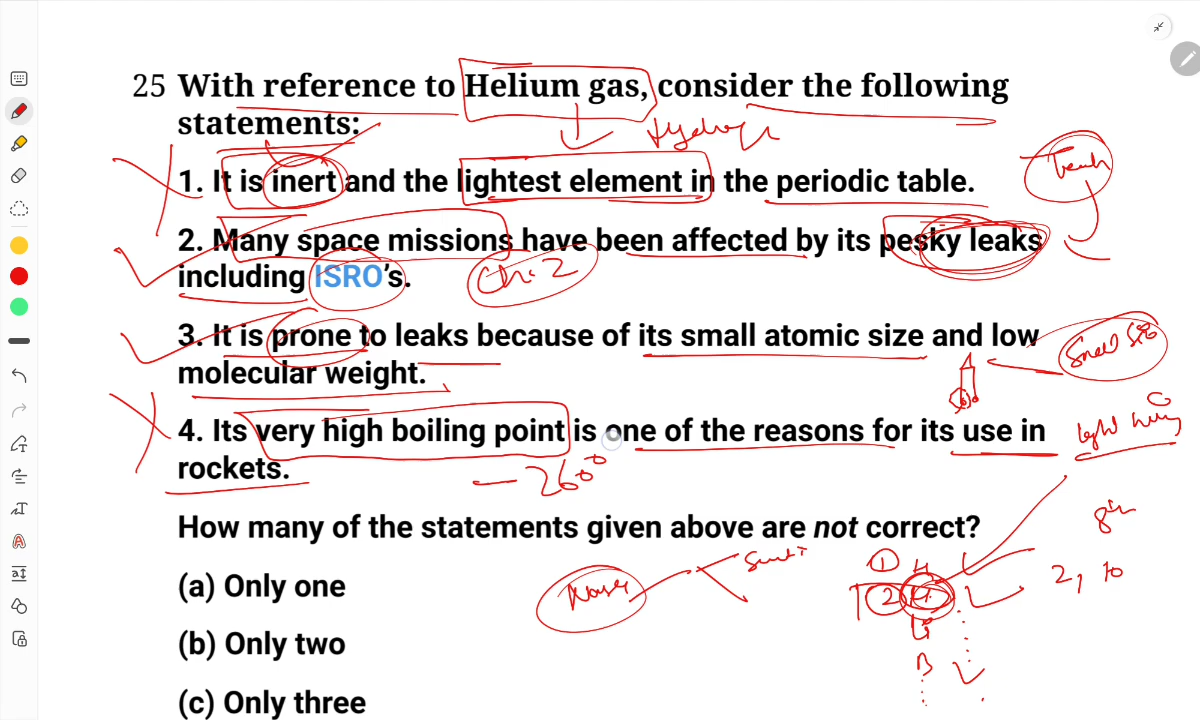 25 With reference to Helium gas, consider the following
statements:
1. It is inert and the lightest element in the periodic table.
2. Many space missions have been affected by its pesky leaks
including ISRO's.
Ch-2
3. It is prone to leaks because of its small atomic size and low
molecular weight.
Small Size
4. Its very high boiling point is one of the reasons for its use in
rockets.
- 260°
How many of the statements given above are not correct?
(a) Only one
(b) Only two
(c) Only three